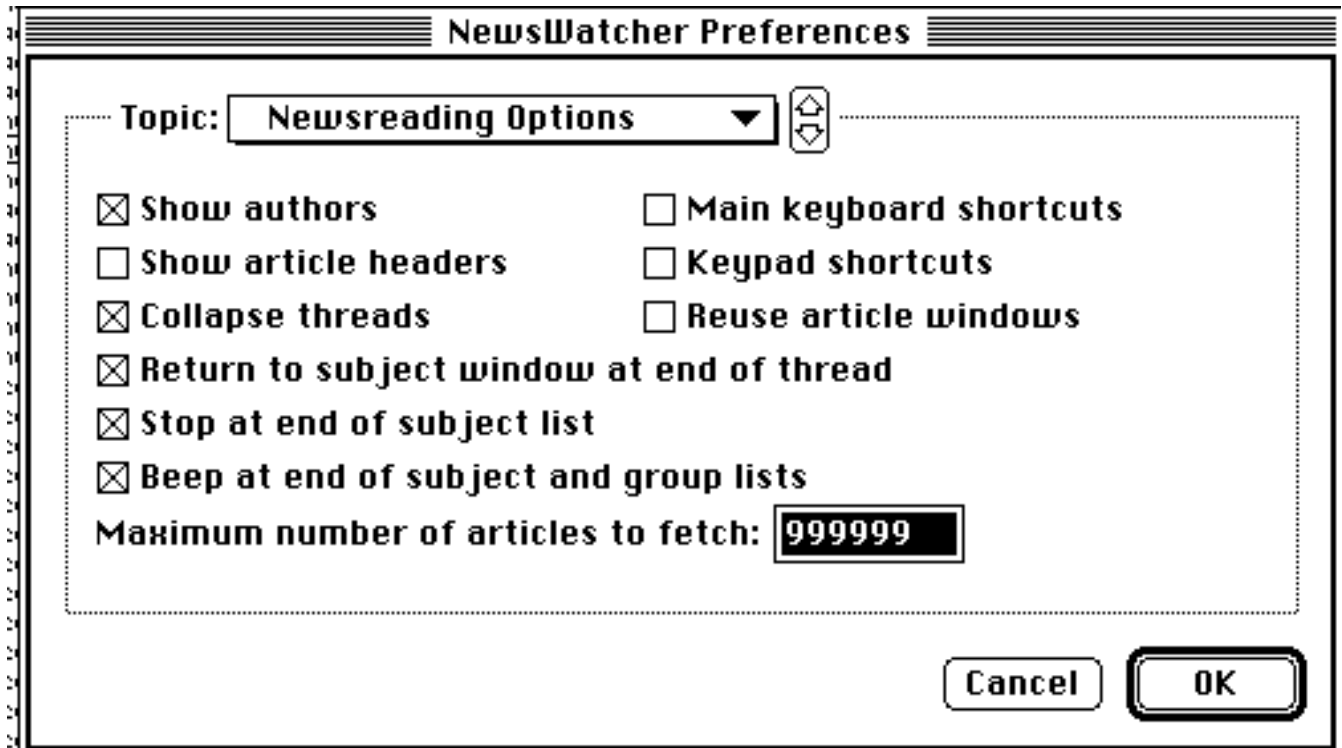 NewsWatcher Preferences
Topic: Newsreading Options
Show authors
Main keyboard shortcuts
Show article headers
Keypad shortcuts
Collapse threads
Reuse article windows
Return to subject window at end of thread
Stop at end of subject list
Beep at end of subject and group lists
Maximum number of articles to fetch: 999999
Cancel
OK